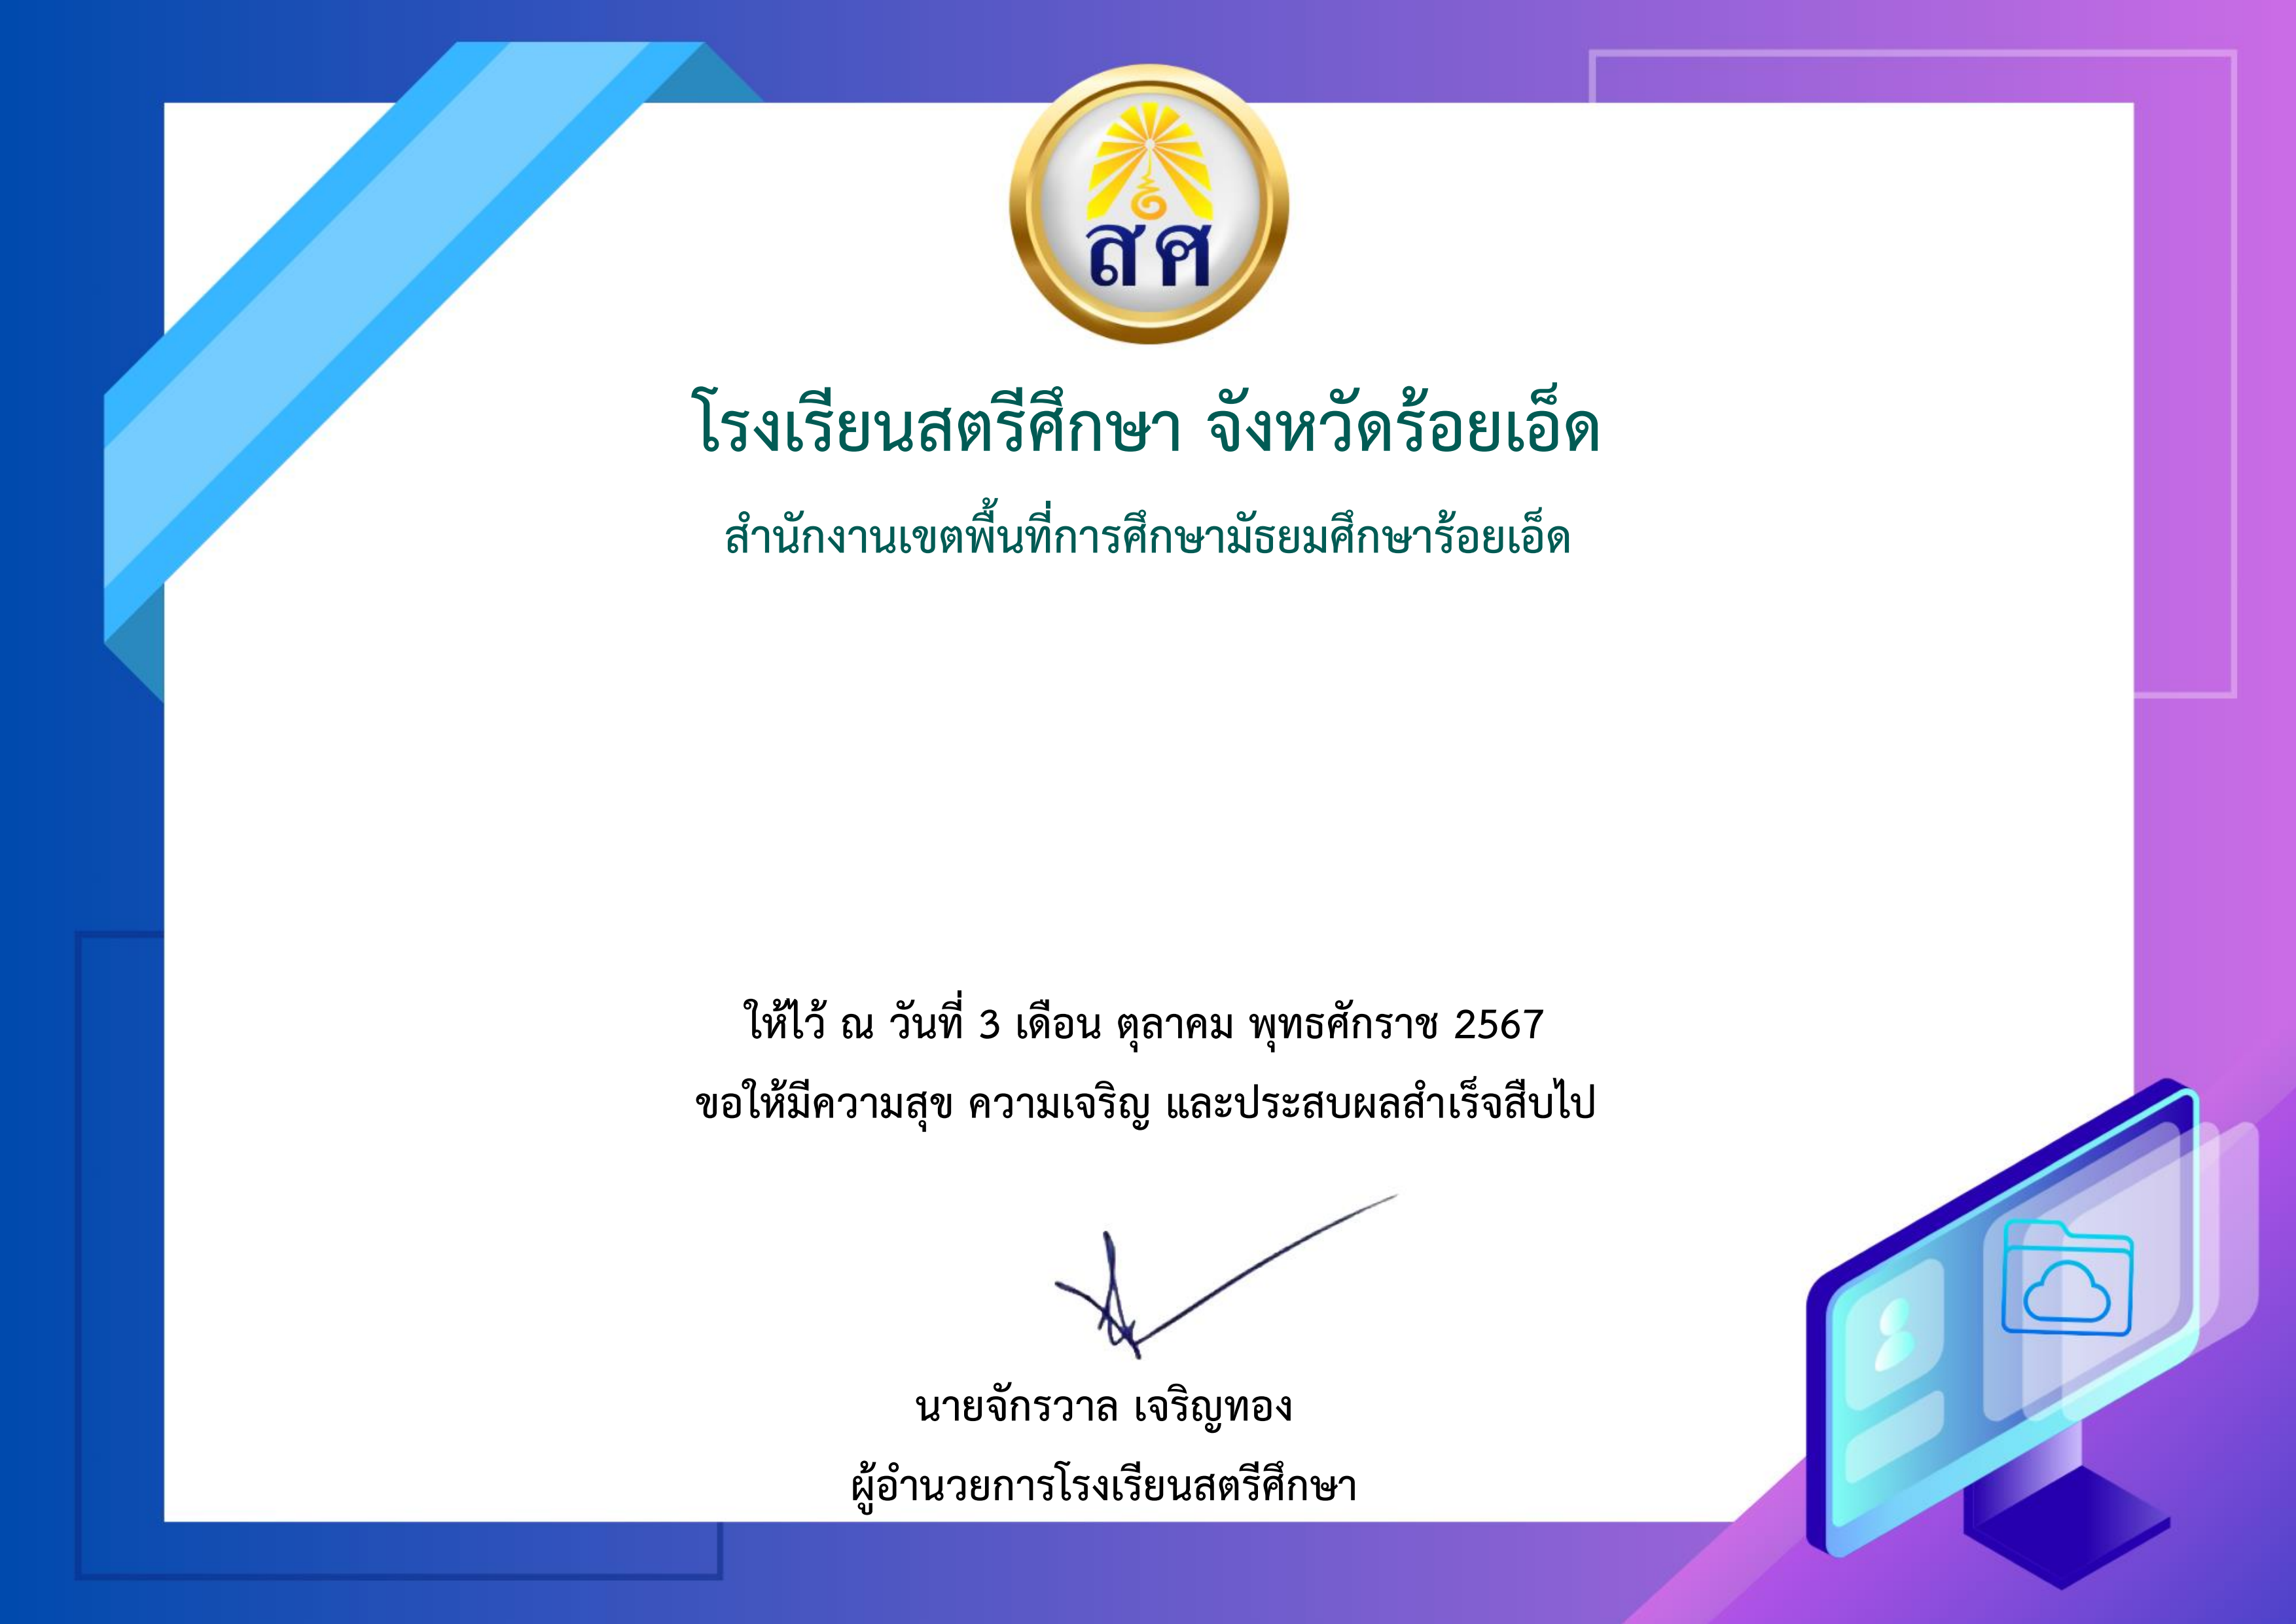 สศ
โรงเรียนสตรีศึกษา จังหวัดร้อยเอ็ด
สำนักงานเขตพื้นที่การศึกษามัธยมศึกษาร้อยเอ็ด
ให้ไว้ ณ วันที่ 3 เดือน ตุลาคม พุทธศักราช 2567
ขอให้มีความสุข ความเจริญ และประสบผลสำเร็จสืบไป
นายจักรวาล เจริญทอง
ผู้อำนวยการโรงเรียนสตรีศึกษา